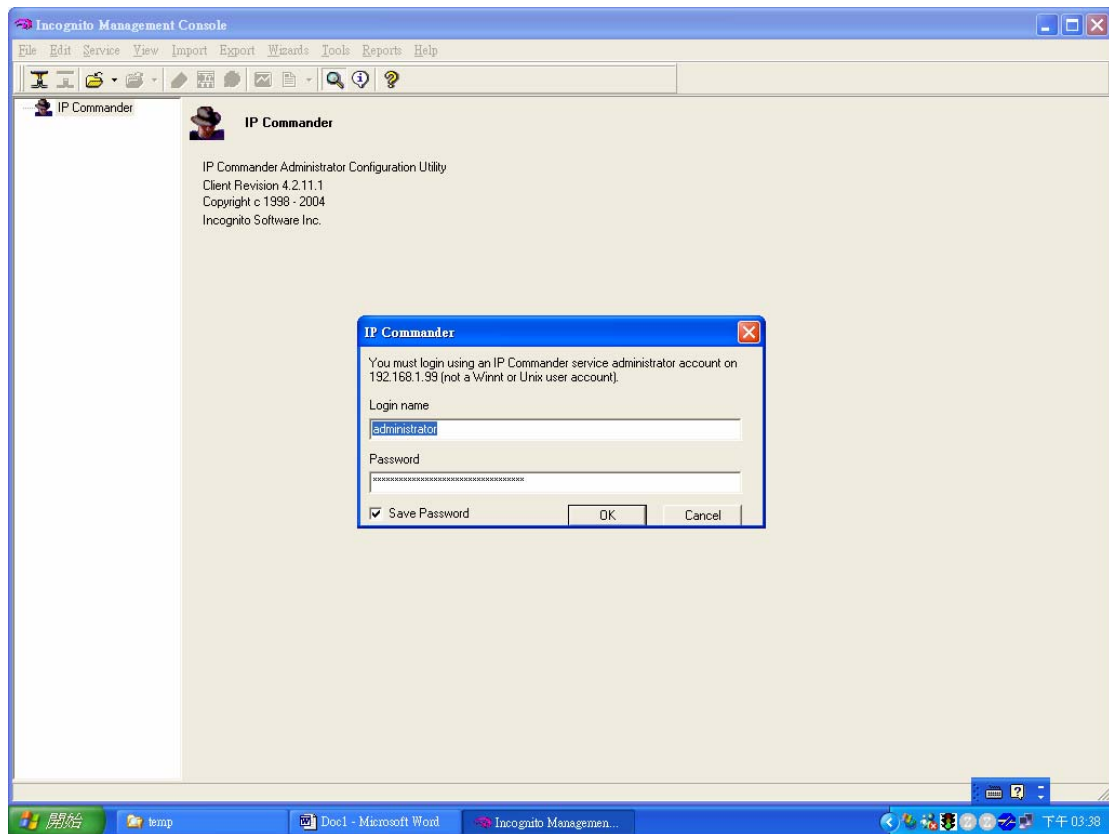 Incognito Management Console
File Edit Service View Import Export Wizards Tools Reports Help
IP Commander
IP Commander
IP Commander Administrator Configuration Utility
Client Revision 4.2.11.1
Copyright c 1998 - 2004
Incognito Software Inc.
IP Commander
You must login using an IP Commander service administrator account on
192.168.1.99 (not a Winnt or Unix user account).
Login name
administrator
Password
Save Password
OK Cancel
開始 temp Doc1 - Microsoft Word Incognito Managemen... 下午 03:38